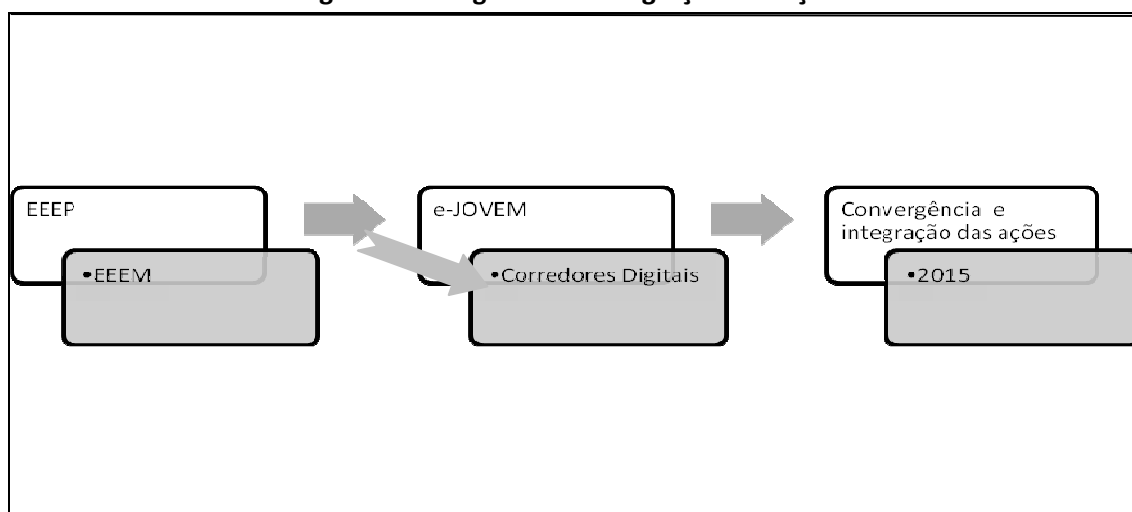 EEEP
•EEEM
e-JOVEM
•Corredores Digitais
Convergência e
integração das ações
•2015